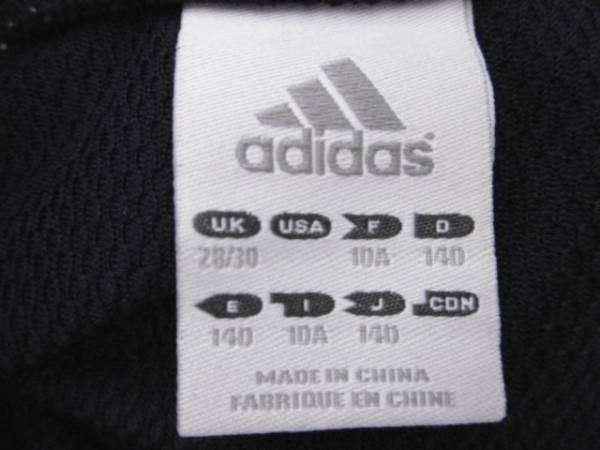 adidas
UK USA F D
28/30 10A 140
E I J CDN
140 10A 140
MADE IN CHINA
FABRIQUE EN CHINE